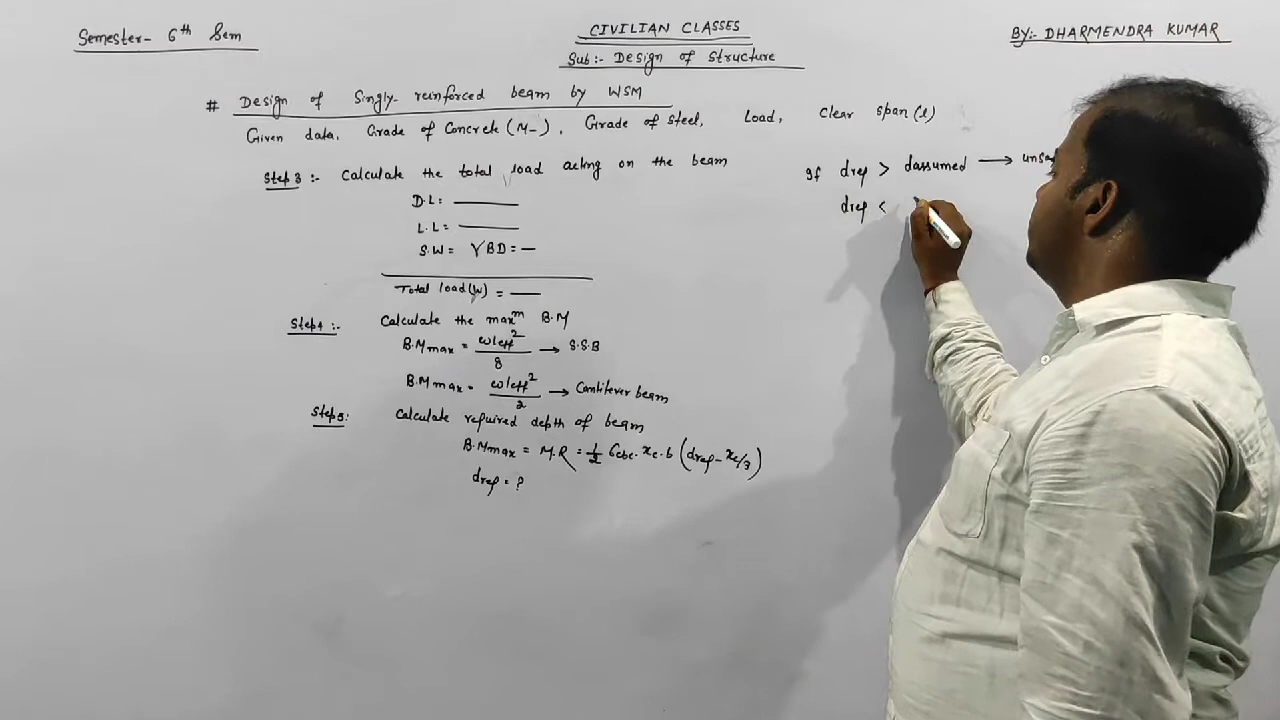 Semester- 6th Sem
CIVILIAN CLASSES
BY:- DHARMENDRA KUMAR
Sub:- Design of Structure
# Design of Singly- reinforced beam by WSM
Given data, Grade of Concrete (M-), Grade of Steel, Load, Clear Span (l)
Step 3 :- Calculate the total load acting on the beam
D.L = ———
L.L = ———
S.W = γBD = —
Total load (W) = ——
Step 4 :- Calculate the maxm B.M
B.Mmax = wleff²/8 → S.S.B
B.Mmax = wleff²/2 → Cantilever beam
Step 5: Calculate required depth of beam
B.Mmax = M.R = 1/2 σcbc. xc. b (dreq - xc/3)
dreq = ?
If dreq > dassumed →
dreq <